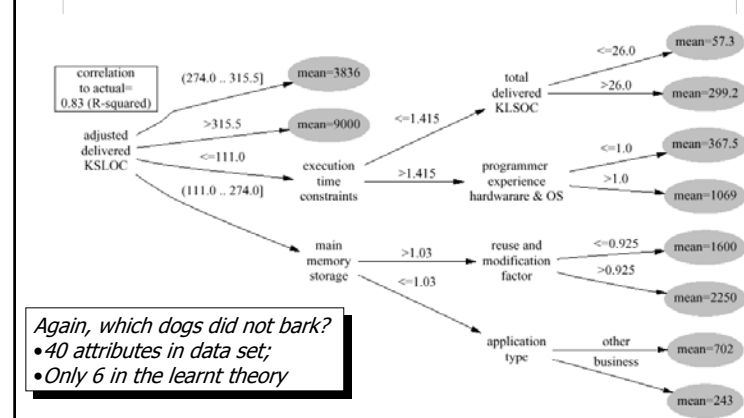 correlation
to actual=
0.83 (R-squared)
adjusted
delivered
KSLOC
(274.0 .. 315.5]
mean=3836
>315.5
mean=9000
<=111.0
execution
time
constraints
(111.0 .. 274.0]
main
memory
storage
<=1.415
total
delivered
KLSOC
<=26.0
mean=57.3
>26.0
mean=299.2
>1.415
programmer
experience
hardwarare & OS
<=1.0
mean=367.5
>1.0
mean=1069
>1.03
reuse and
modification
factor
<=0.925
mean=1600
>0.925
mean=2250
<=1.03
application
type
other
mean=702
business
mean=243
Again, which dogs did not bark?
•40 attributes in data set;
•Only 6 in the learnt theory